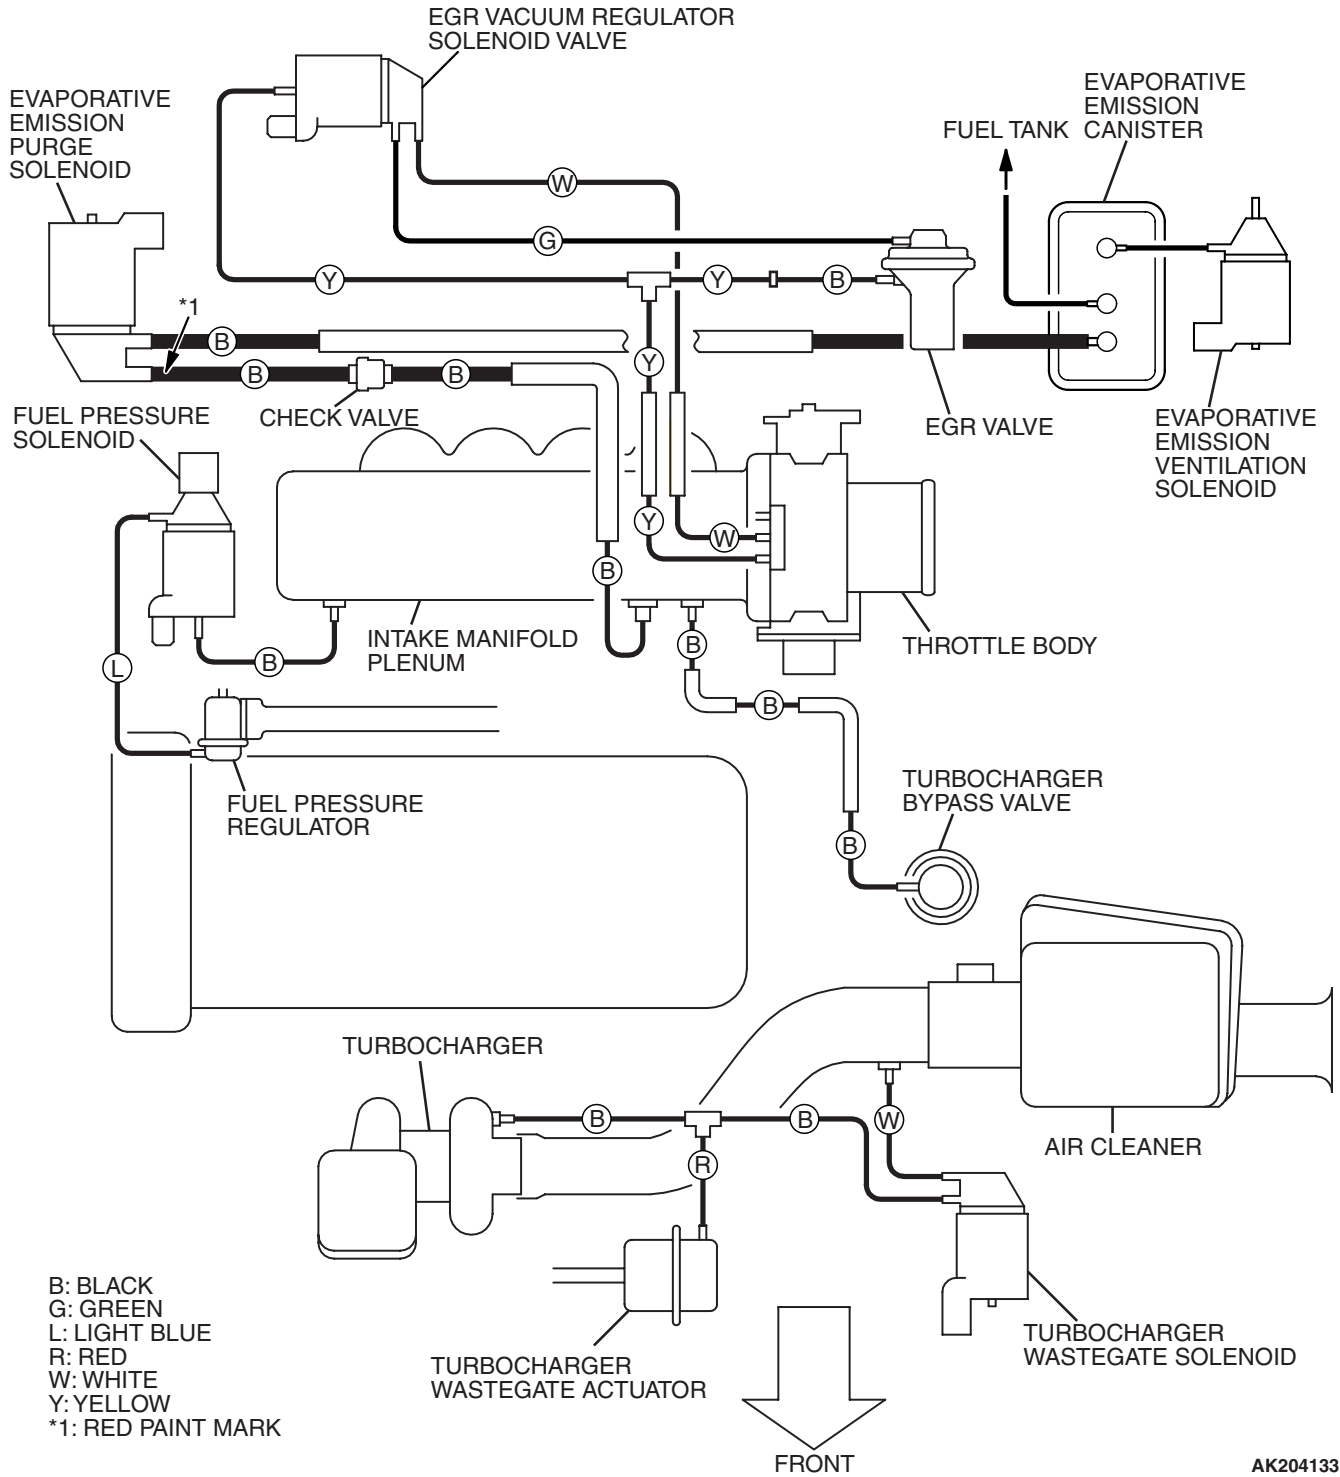 EGR VACUUM REGULATOR
SOLENOID VALVE
EVAPORATIVE
EMISSION
PURGE
SOLENOID
EVAPORATIVE
EMISSION
CANISTER
FUEL TANK
W
G
Y
Y
B
*1
B
Y
B
B
CHECK VALVE
FUEL PRESSURE
SOLENOID
EGR VALVE
EVAPORATIVE
EMISSION
VENTILATION
SOLENOID
Y
W
B
INTAKE MANIFOLD
PLENUM
THROTTLE BODY
B
B
L
B
FUEL PRESSURE
REGULATOR
TURBOCHARGER
BYPASS VALVE
B
TURBOCHARGER
B
B
W
AIR CLEANER
R
TURBOCHARGER
WASTEGATE ACTUATOR
TURBOCHARGER
WASTEGATE SOLENOID
B: BLACK
G: GREEN
L: LIGHT BLUE
R: RED
W: WHITE
Y: YELLOW
*1: RED PAINT MARK
FRONT
AK204133